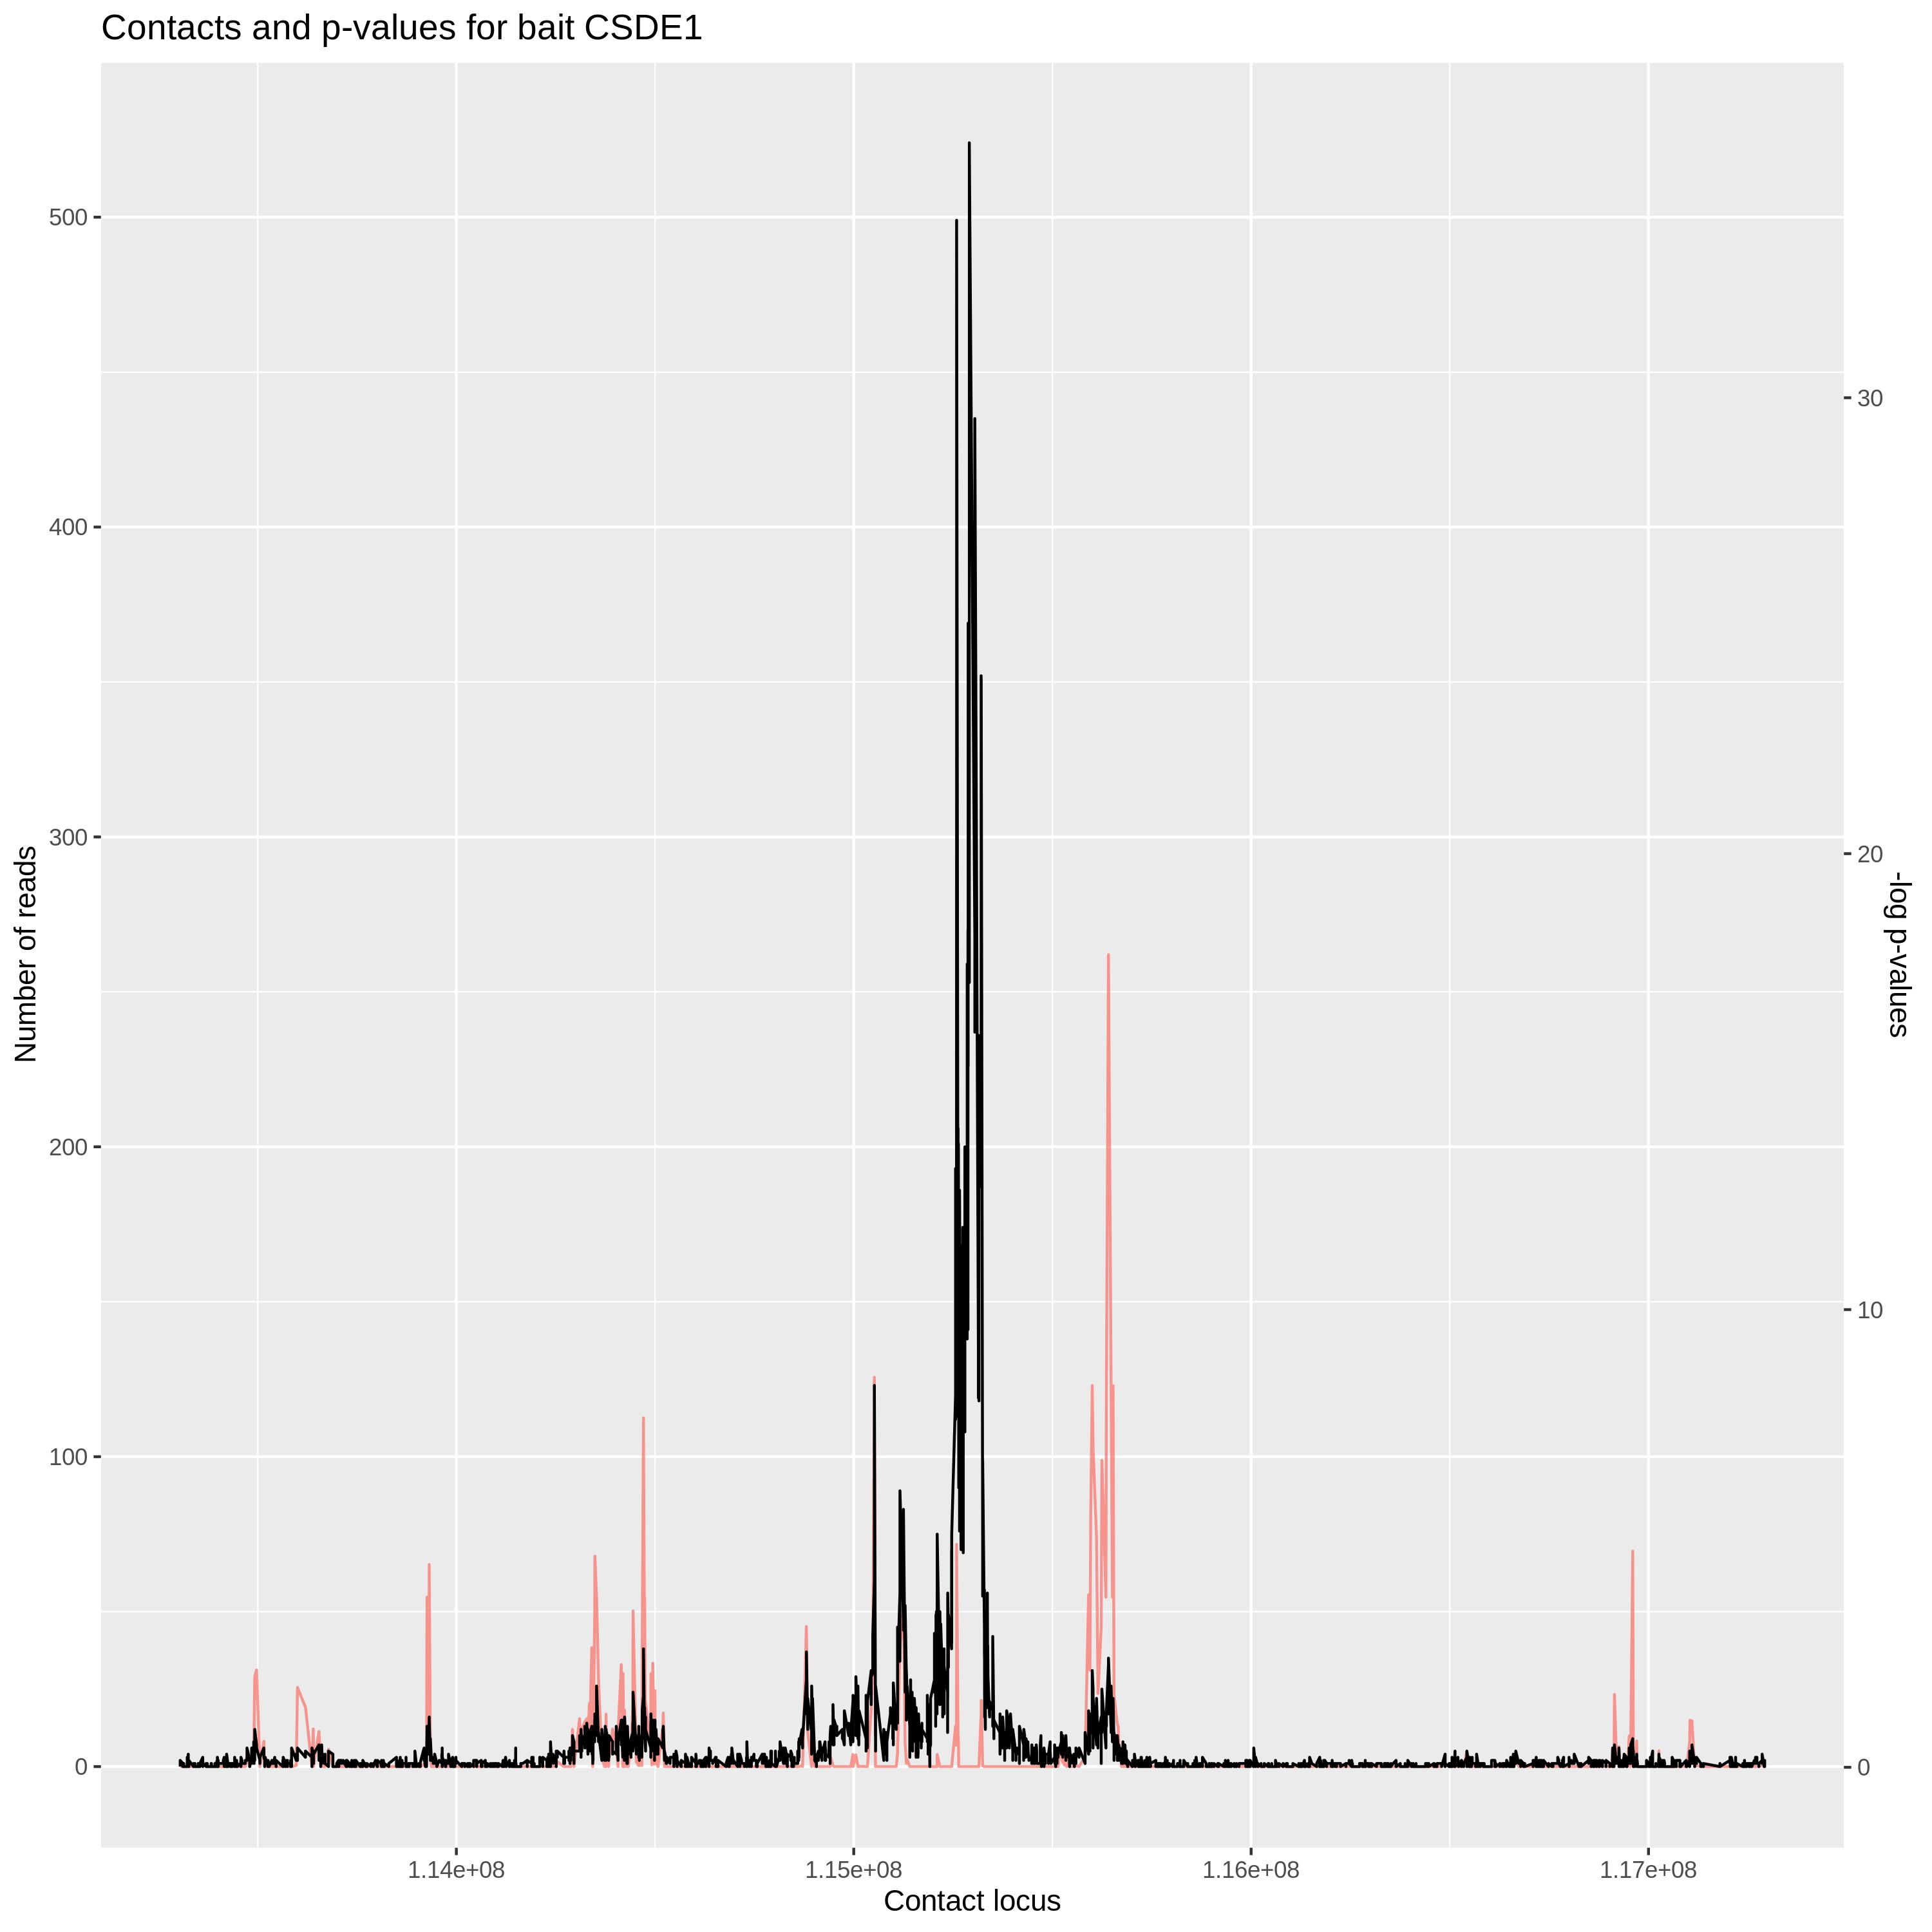 Contacts and p-values for bait CSDE1
500
400
300
200
100
0
Number of reads
30
20
10
0
-log p-values
1.14e+08
1.15e+08
1.16e+08
1.17e+08
Contact locus